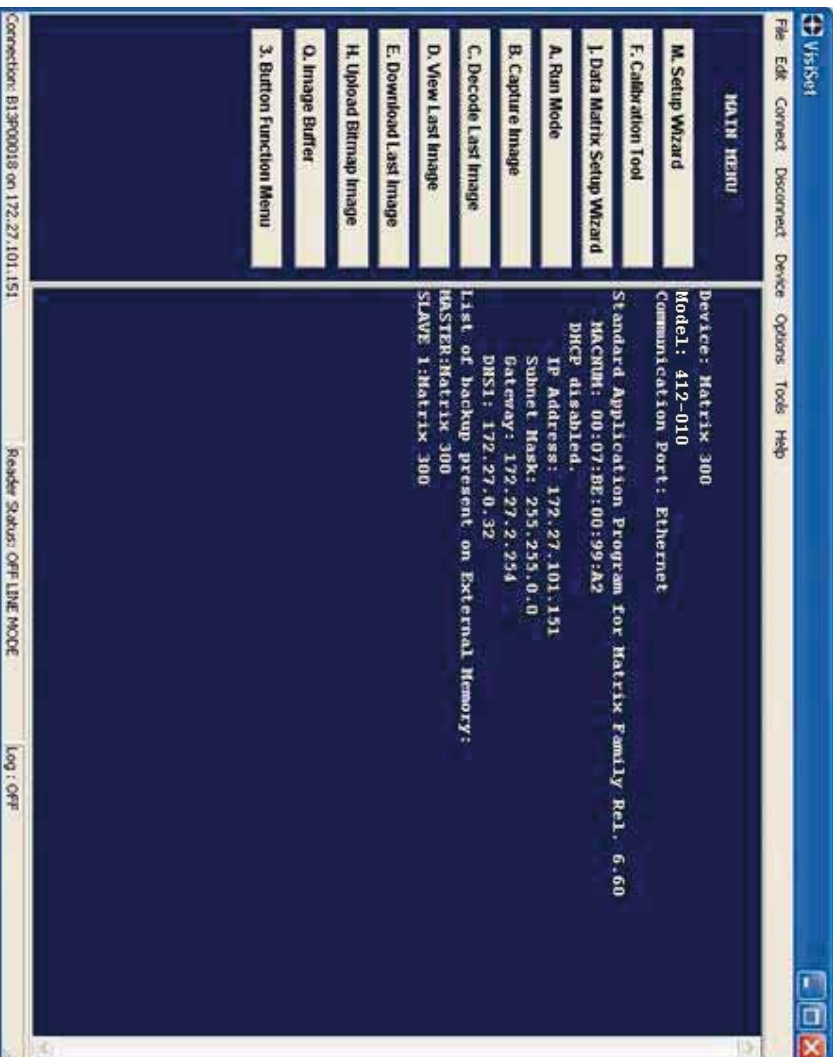 VisiSet
File Edit Connect Disconnect Device Options Tools Help
MAIN MENU
M. Setup Wizard
F. Calibration Tool
J. Data Matrix Setup Wizard
A. Run Mode
B. Capture Image
C. Decode Last Image
D. View Last Image
E. Download Last Image
H. Upload Bitmap Image
Q. Image Buffer
3. Button Function Menu
Device: Matrix 300
Model: 412-010
Communication Port: Ethernet
Standard Application Program for Matrix Family Rel. 6.60
MACNUM: 00:07:BE:00:99:A2
DHCP disabled.
IP Address: 172.27.101.151
Subnet Mask: 255.255.0.0
Gateway: 172.27.2.254
DNS1: 172.27.0.32
List of backup present on External Memory:
MASTER:Matrix 300
SLAVE 1:Matrix 300
Connection: B13P00018 on 172.27.101.151
Reader Status: OFF LINE MODE
Log : OFF